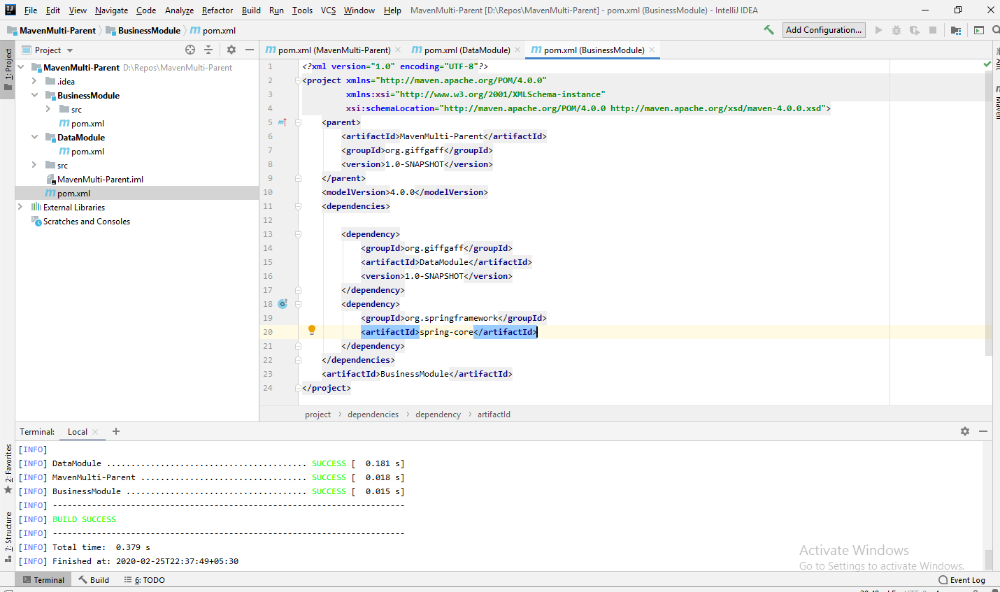 File Edit View Navigate Code Analyze Refactor Build Run Tools VCS Window Help MavenMulti-Parent [D:\Repos\MavenMulti-Parent] - pom.xml (BusinessModule) - IntelliJ IDEA
MavenMulti-Parent BusinessModule pom.xml Add Configuration...
1: Project
Project
MavenMulti-Parent D:\Repos\MavenMulti-Parent
.idea
BusinessModule
src
pom.xml
DataModule
pom.xml
src
MavenMulti-Parent.iml
pom.xml
External Libraries
Scratches and Consoles
pom.xml (MavenMulti-Parent) pom.xml (DataModule) pom.xml (BusinessModule)
1 <?xml version="1.0" encoding="UTF-8"?>
2 <project xmlns="http://maven.apache.org/POM/4.0.0"
3 xmlns:xsi="http://www.w3.org/2001/XMLSchema-instance"
4 xsi:schemaLocation="http://maven.apache.org/POM/4.0.0 http://maven.apache.org/xsd/maven-4.0.0.xsd">
5 <parent>
6 <artifactId>MavenMulti-Parent</artifactId>
7 <groupId>org.giffgaff</groupId>
8 <version>1.0-SNAPSHOT</version>
9 </parent>
10 <modelVersion>4.0.0</modelVersion>
11 <dependencies>
12
13 <dependency>
14 <groupId>org.giffgaff</groupId>
15 <artifactId>DataModule</artifactId>
16 <version>1.0-SNAPSHOT</version>
17 </dependency>
18 <dependency>
19 <groupId>org.springframework</groupId>
20 <artifactId>spring-core</artifactId>
21 </dependency>
22 </dependencies>
23 <artifactId>BusinessModule</artifactId>
24 </project>
project dependencies dependency artifactId
Terminal: Local
[INFO]
[INFO] DataModule ......................................... SUCCESS [ 0.181 s]
[INFO] MavenMulti-Parent .................................. SUCCESS [ 0.018 s]
[INFO] BusinessModule ..................................... SUCCESS [ 0.015 s]
[INFO] ------------------------------------------------------------------------
[INFO] BUILD SUCCESS
[INFO] ------------------------------------------------------------------------
[INFO] Total time: 0.379 s
[INFO] Finished at: 2020-02-25T22:37:49+05:30
2: Favorites
7: Structure
Activate Windows
Go to Settings to activate Windows.
Terminal Build 6: TODO Event Log